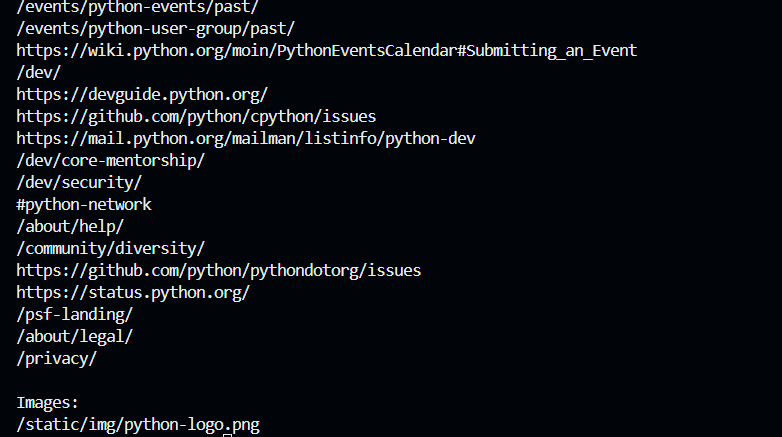 /events/python-events/past/
/events/python-user-group/past/
https://wiki.python.org/moin/PythonEventsCalendar#Submitting_an_Event
/dev/
https://devguide.python.org/
https://github.com/python/cpython/issues
https://mail.python.org/mailman/listinfo/python-dev
/dev/core-mentorship/
/dev/security/
#python-network
/about/help/
/community/diversity/
https://github.com/python/pythondotorg/issues
https://status.python.org/
/psf-landing/
/about/legal/
/privacy/
Images:
/static/img/python-logo.png